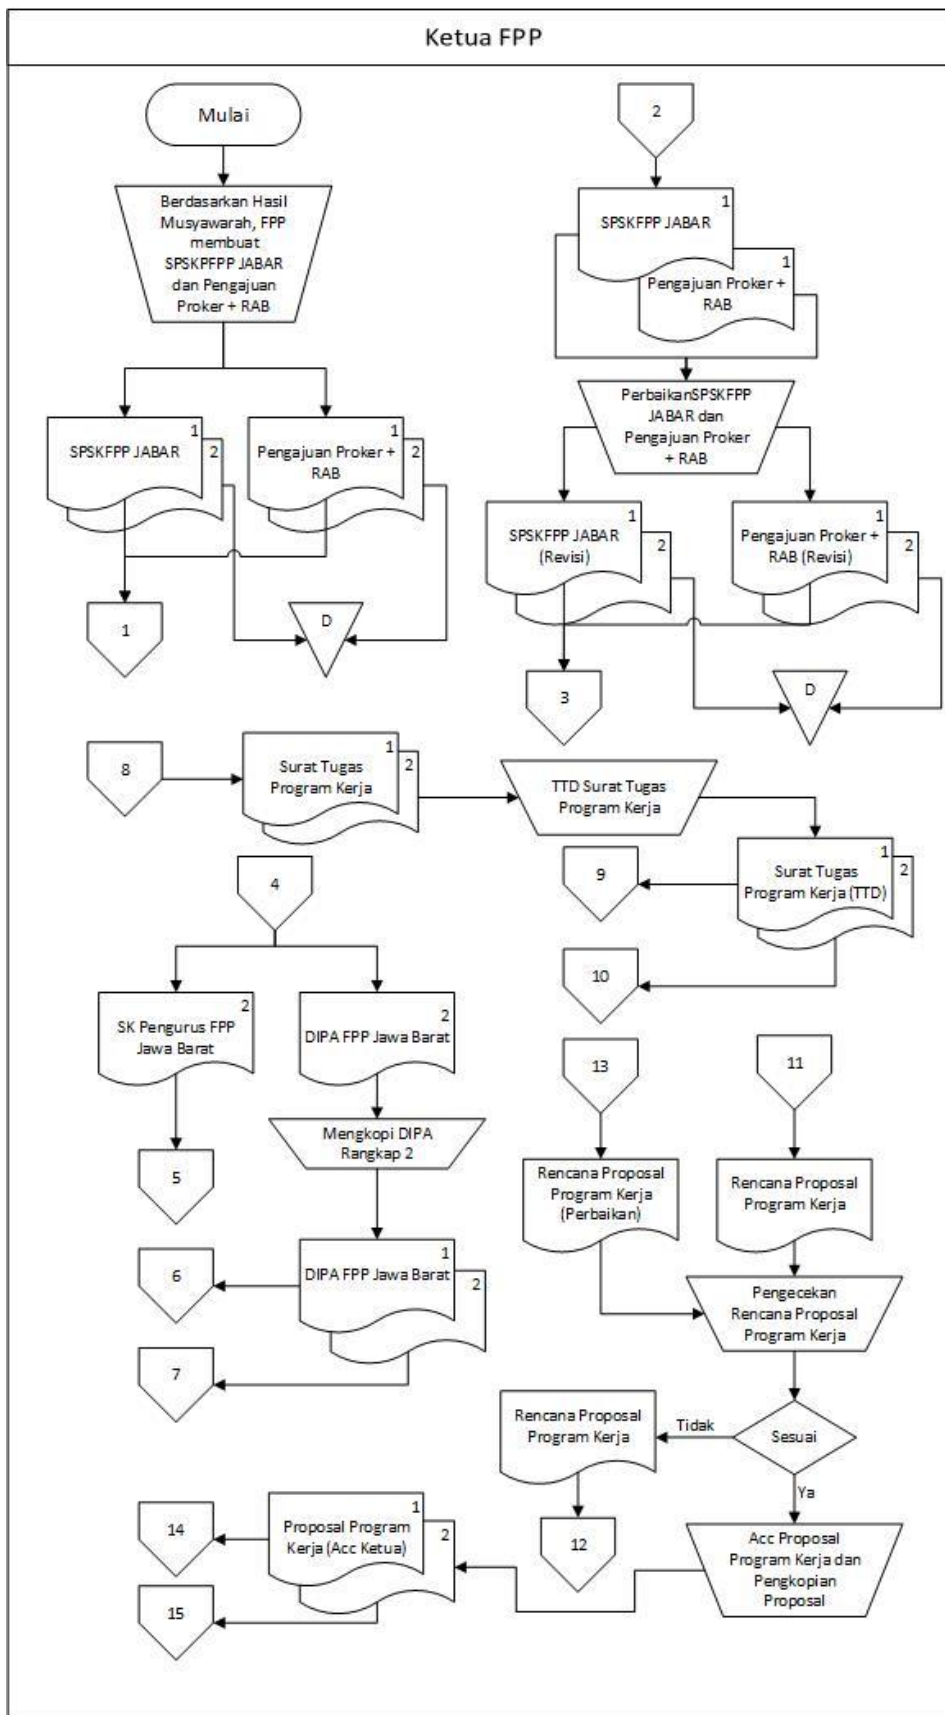 Ketua FPP
Mulai
Berdasarkan Hasil
Musyawarah, FPP
membuat
SPSKPFPP JABAR
dan Pengajuan
Proker + RAB
1
SPSKFPP JABAR
2
1
Pengajuan Proker +
RAB
2
1
D
2
1
SPSKFPP JABAR
1
Pengajuan Proker +
RAB
PerbaikanSPSKFPP
JABAR dan
Pengajuan Proker
+ RAB
1
SPSKFPP JABAR
(Revisi)
2
1
Pengajuan Proker +
RAB (Revisi)
2
3
D
8
1
Surat Tugas
Program Kerja
2
TTD Surat Tugas
Program Kerja
1
Surat Tugas
Program Kerja (TTD)
2
9
10
4
2
SK Pengurus FPP
Jawa Barat
5
2
DIPA FPP Jawa Barat
Mengkopi DIPA
Rangkap 2
1
DIPA FPP Jawa Barat
2
6
7
13
Rencana Proposal
Program Kerja
(Perbaikan)
11
Rencana Proposal
Program Kerja
Pengecekan
Rencana Proposal
Program Kerja
Sesuai
Tidak
Rencana Proposal
Program Kerja
12
Ya
Acc Proposal
Program Kerja dan
Pengkopian
Proposal
1
Proposal Program
Kerja (Acc Ketua)
2
14
15